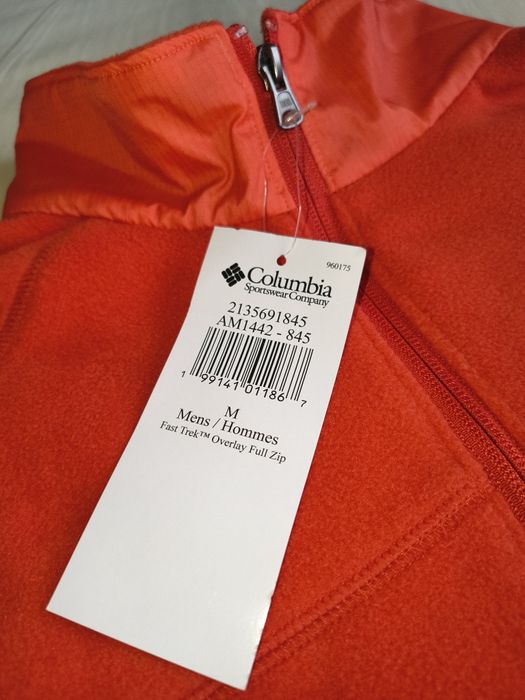 960175
Columbia
Sportswear Company
2135691845
AM1442 - 845
1 99141 01186 7
M
Mens / Hommes
Fast Trek™ Overlay Full Zip